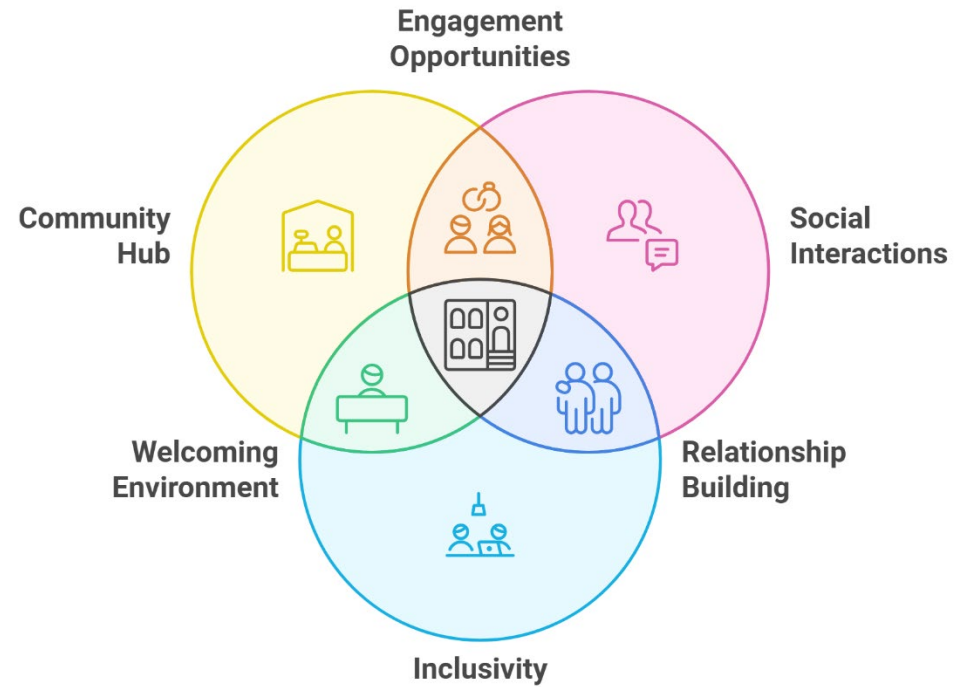 Engagement
Opportunities
Community
Hub
Social
Interactions
Welcoming
Environment
Relationship
Building
Inclusivity